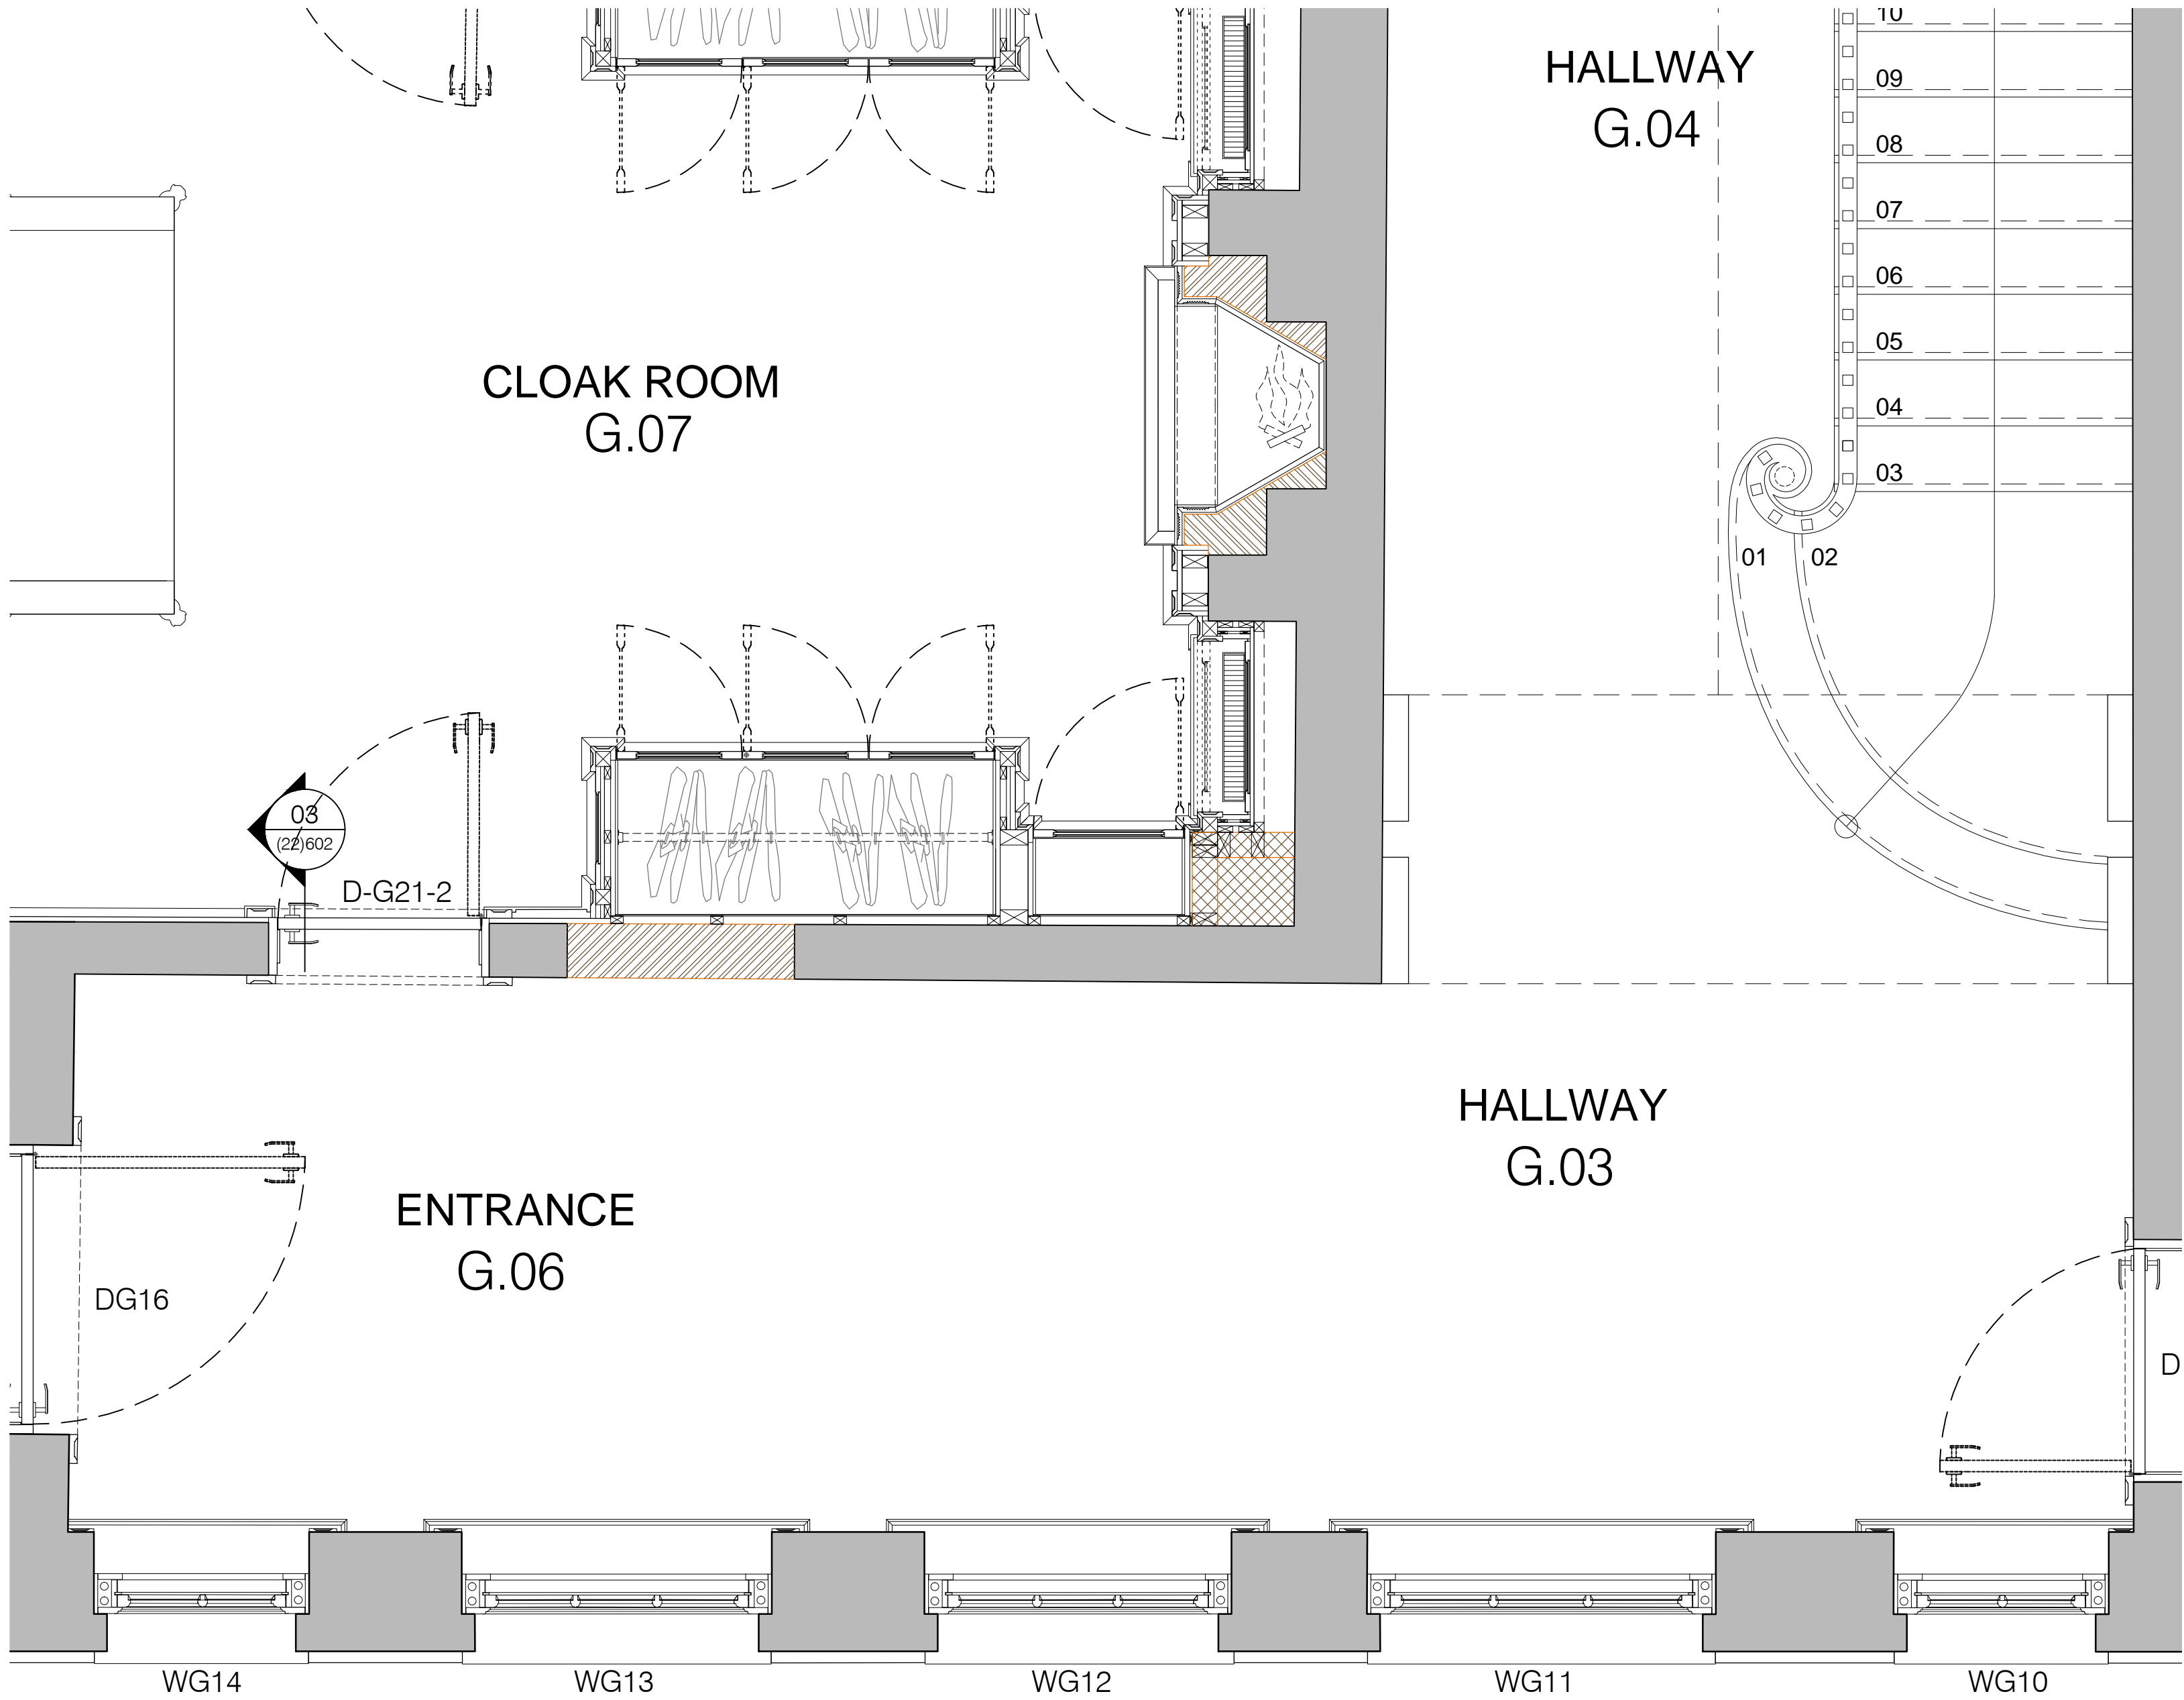 HALLWAY
G.04
10
09
08
07
06
05
04
03
01
02
CLOAK ROOM
G.07
03
(22)602
D-G21-2
HALLWAY
G.03
ENTRANCE
G.06
DG16
D
WG14
WG13
WG12
WG11
WG10